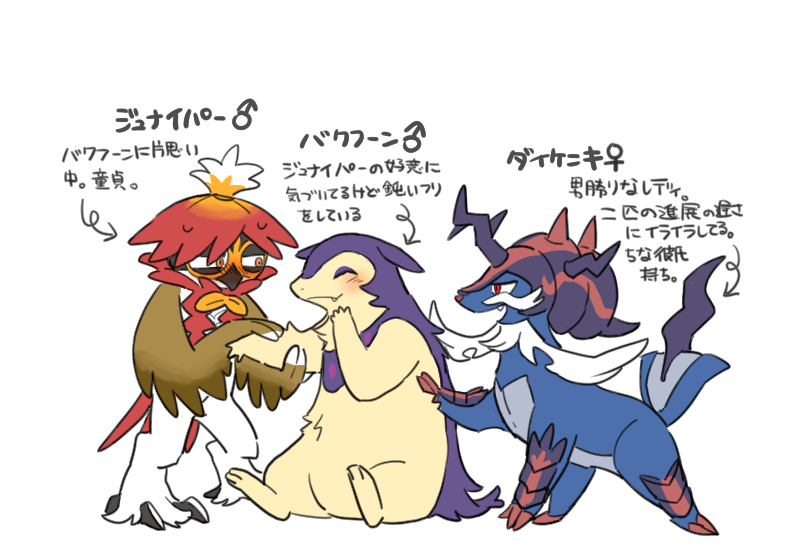 ジュナイパー♂
バクフーンに片思い
中。童貞。
バクフーン♂
ジュナイパーの好意に
気づいてるけど鈍いフリ
をしている
ダイケンキ♀
男勝りなレディ。
二匹の進展の遅さ
にイライラしてる。
ちな彼氏
持ち。